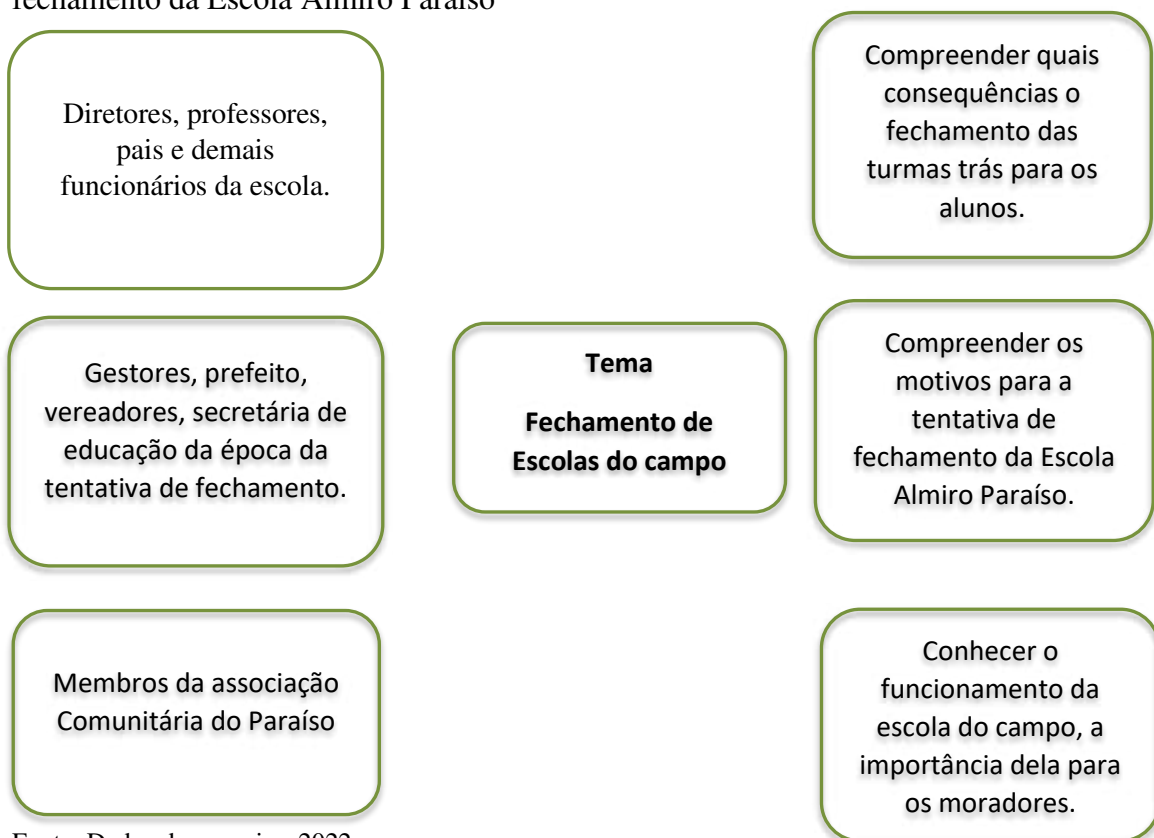 fechamento da Escola Almiro Paraíso
Diretores, professores,
pais e demais
funcionários da escola.
Gestores, prefeito,
vereadores, secretária de
educação da época da
tentativa de fechamento.
Membros da associação
Comunitária do Paraíso
Tema
Fechamento de
Escolas do campo
Compreender quais
consequências o
fechamento das
turmas trás para os
alunos.
Compreender os
motivos para a
tentativa de
fechamento da Escola
Almiro Paraíso.
Conhecer o
funcionamento da
escola do campo, a
importância dela para
os moradores.